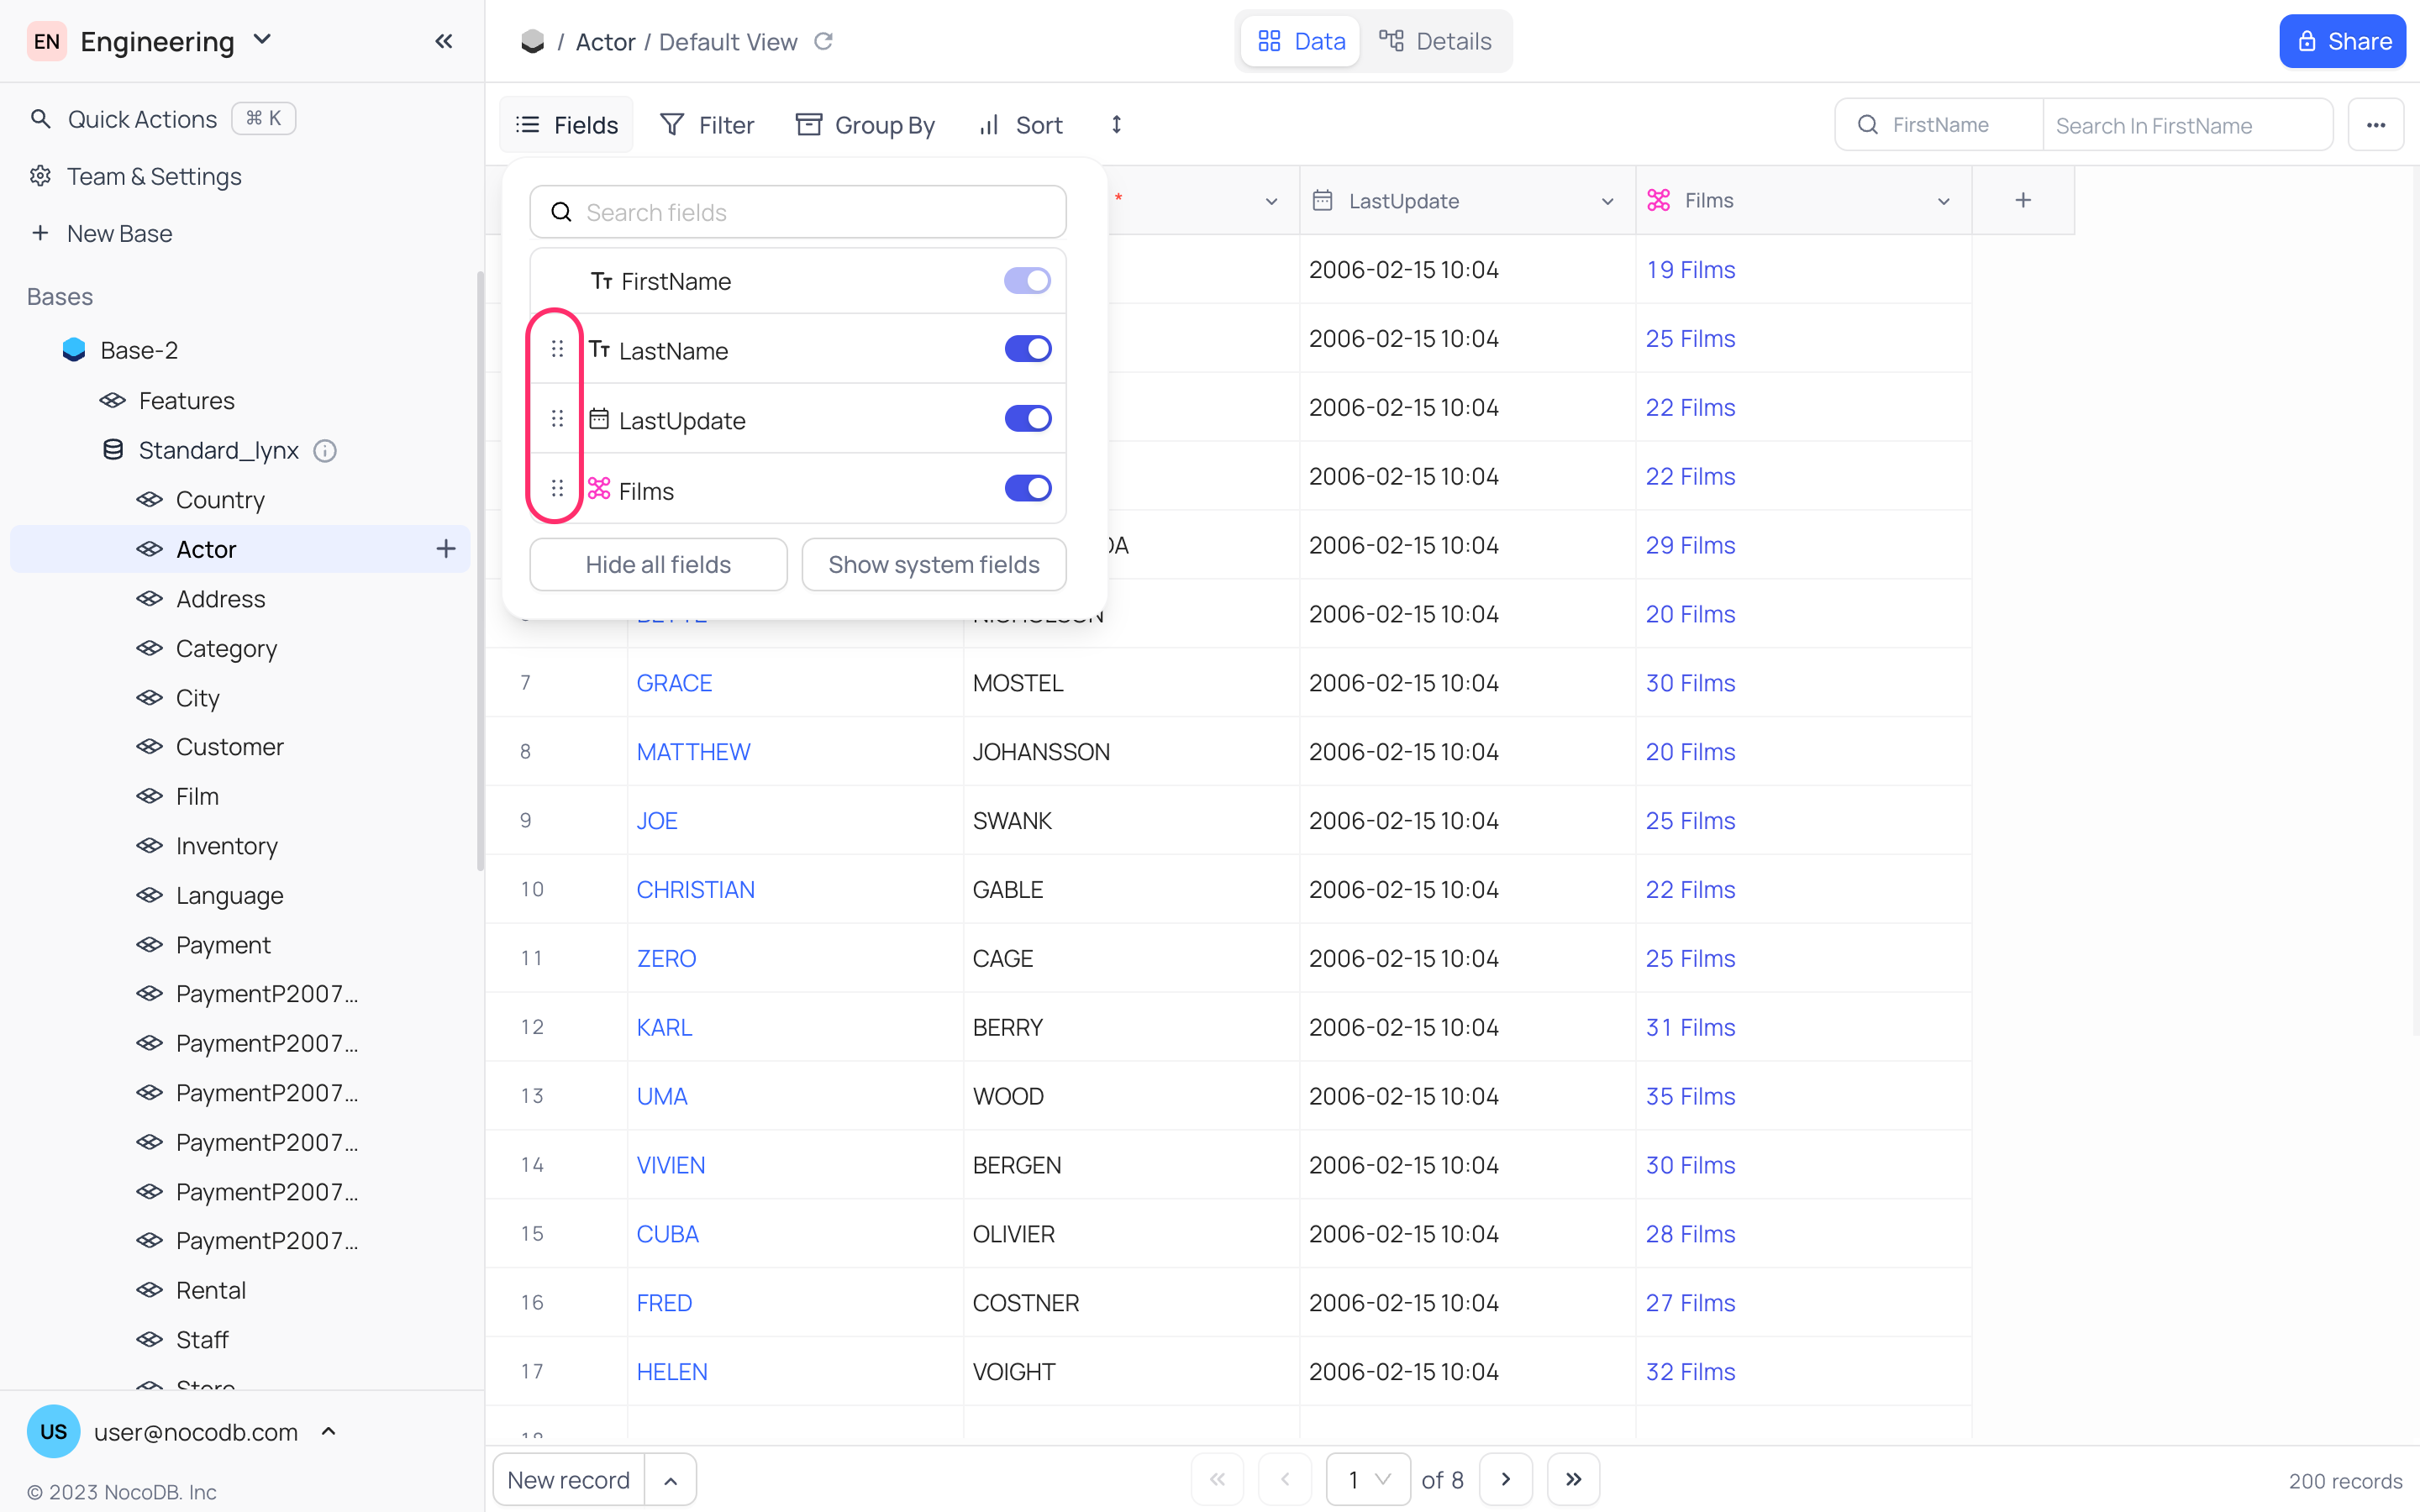 EN Engineering
/ Actor / Default View
Data
Details
Share
Quick Actions ⌘ K
Team & Settings
New Base
Bases
Base-2
Features
Standard_lynx
Country
Actor
Address
Category
City
Customer
Film
Inventory
Language
Payment
PaymentP2007...
PaymentP2007...
PaymentP2007...
PaymentP2007...
PaymentP2007...
PaymentP2007...
Rental
Staff
Store
US user@nocodb.com
© 2023 NocoDB. Inc
Fields Filter Group By Sort
FirstName Search In FirstName
Search fields
FirstName
LastName
LastUpdate
Films
Hide all fields Show system fields
* LastUpdate Films
2006-02-15 10:04 19 Films
2006-02-15 10:04 25 Films
2006-02-15 10:04 22 Films
2006-02-15 10:04 22 Films
DA 2006-02-15 10:04 29 Films
BETTE NICHOLSON 2006-02-15 10:04 20 Films
7 GRACE MOSTEL 2006-02-15 10:04 30 Films
8 MATTHEW JOHANSSON 2006-02-15 10:04 20 Films
9 JOE SWANK 2006-02-15 10:04 25 Films
10 CHRISTIAN GABLE 2006-02-15 10:04 22 Films
11 ZERO CAGE 2006-02-15 10:04 25 Films
12 KARL BERRY 2006-02-15 10:04 31 Films
13 UMA WOOD 2006-02-15 10:04 35 Films
14 VIVIEN BERGEN 2006-02-15 10:04 30 Films
15 CUBA OLIVIER 2006-02-15 10:04 28 Films
16 FRED COSTNER 2006-02-15 10:04 27 Films
17 HELEN VOIGHT 2006-02-15 10:04 32 Films
18
New record
1 of 8
200 records